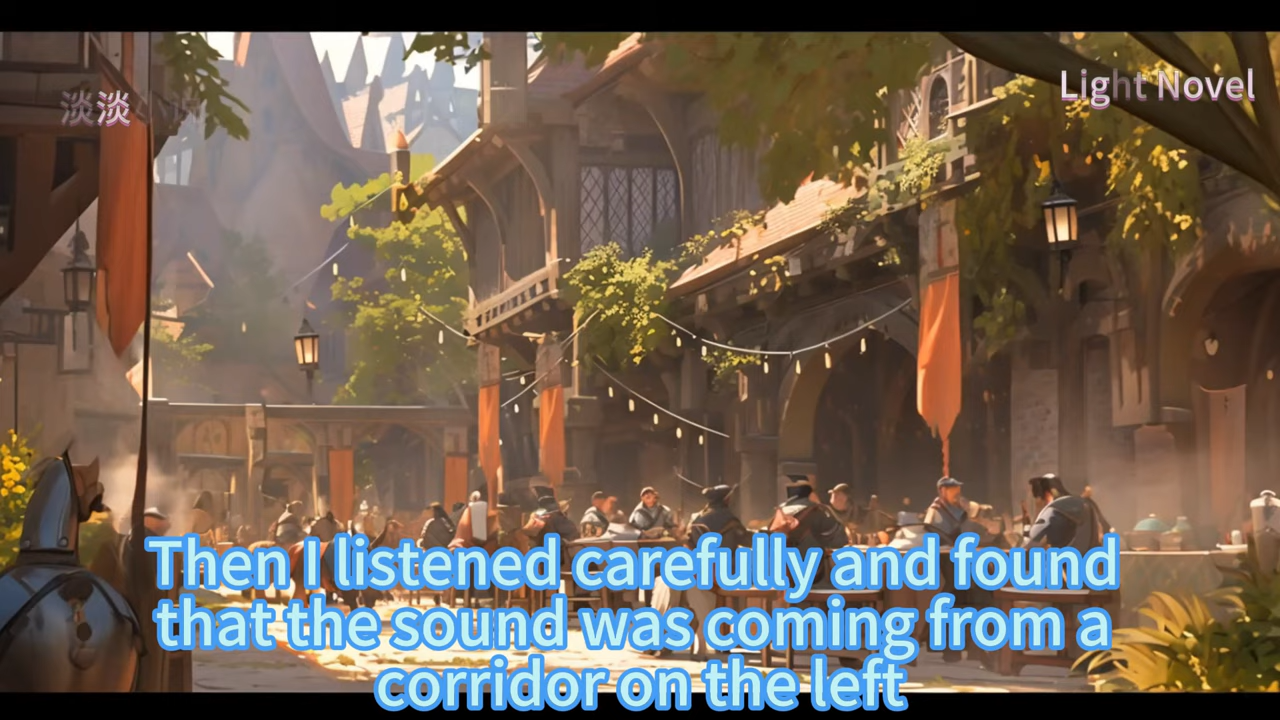 淡淡
Light Novel
Then I listened carefully and found
that the sound was coming from a
corridor on the left